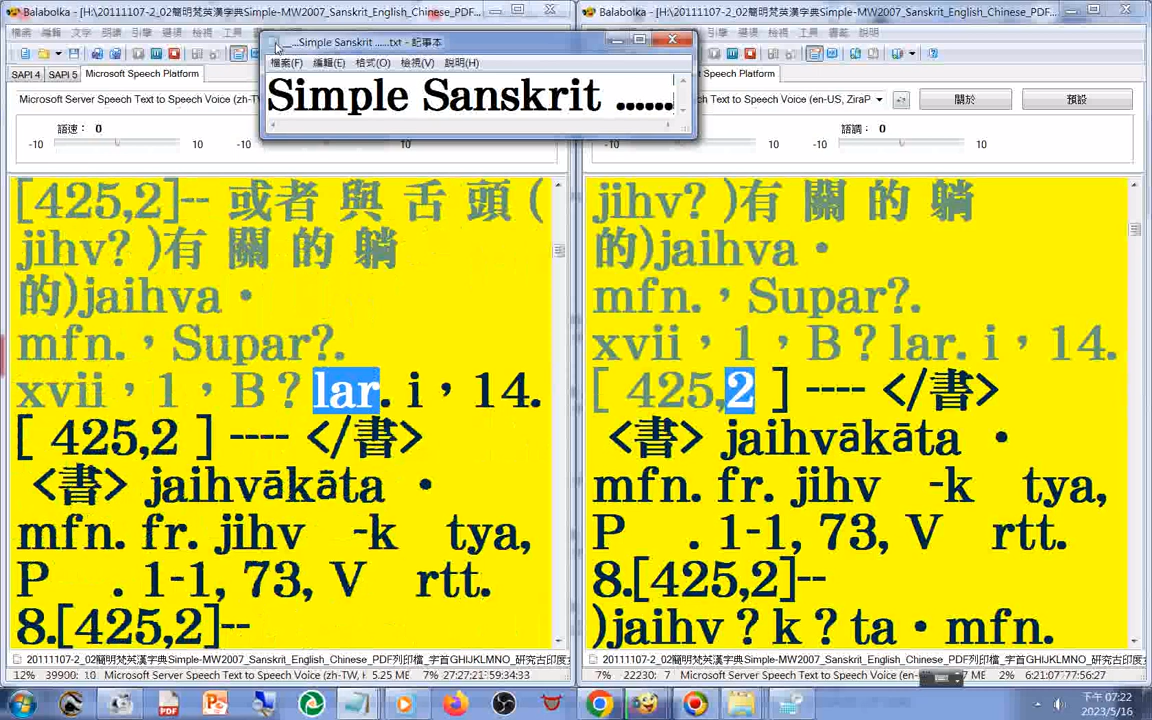 Balabolka - [H:\20111107-2_02簡明梵英漢字典Simple-MW2007_Sanskrit_English_Chinese_PDF...
Balabolka - [H:\20111107-2_02簡明梵英漢字典Simple-MW2007_Sanskrit_English_Chinese_PDF...
...Simple Sanskrit ......txt - 記事本
檔案(F) 編輯(E) 格式(O) 檢視(V) 說明(H)
Simple Sanskrit ......
SAPI 4 SAPI 5 Microsoft Speech Platform
Speech Platform
Microsoft Server Speech Text to Speech Voice (zh-TW
Microsoft Server Speech Text to Speech Voice (en-US, ZiraP
關於 預設
語速： 0
-10 10 10
語調： 0
-10 10
[425,2]-- 或者 與 舌 頭 (
jihv? )有 關 的 躺
的)jaihva •
mfn.，Supar?.
xvii，1，B？lar. i，14.
[ 425,2 ] ---- </書>
<書> jaihvākāta •
mfn. fr. jihv -k tya,
P . 1-1, 73, V rtt.
8.[425,2]--
jihv? )有 關 的 躺
的)jaihva •
mfn.，Supar?.
xvii，1，B？lar. i，14.
[ 425,2 ] ---- </書>
<書> jaihvākāta •
mfn. fr. jihv -k tya,
P . 1-1, 73, V rtt.
8.[425,2]--
)jaihv？k？ta • mfn.
20111107-2_02簡明梵英漢字典Simple-MW2007_Sanskrit_English_Chinese_PDF列印檔_字首GHIJKLMNO_研究古印度
20111107-2_02簡明梵英漢字典Simple-MW2007_Sanskrit_English_Chinese_PDF列印檔_字首GHIJKLMNO_研究古印度
12% 39900: 10 Microsoft Server Speech Text to Speech Voice (zh-TW, 5.25 MB 7% 27:27:21-59:34:33
7% 22230: 7 Microsoft Server Speech Text to Speech Voice 2% 6:21:07-77:56:27
下午 07:22
2023/5/16